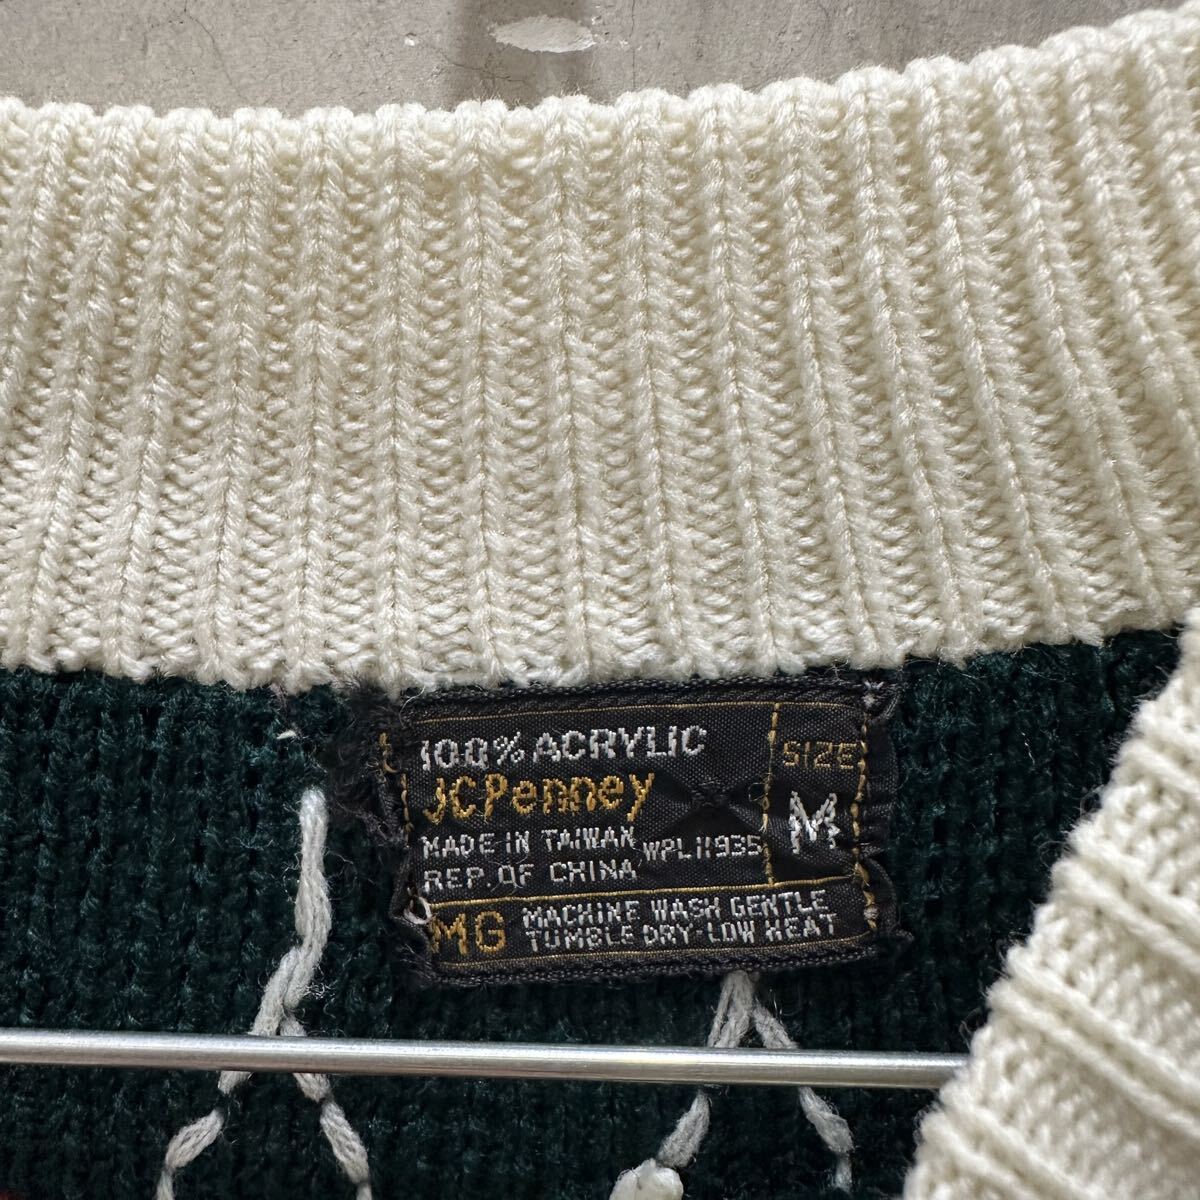 100% ACRYLIC
JCPenney
MADE IN TAIWAN
REP. OF CHINA
WPL11935
SIZE
M
MG
MACHINE WASH GENTLE
TUMBLE DRY-LOW HEAT